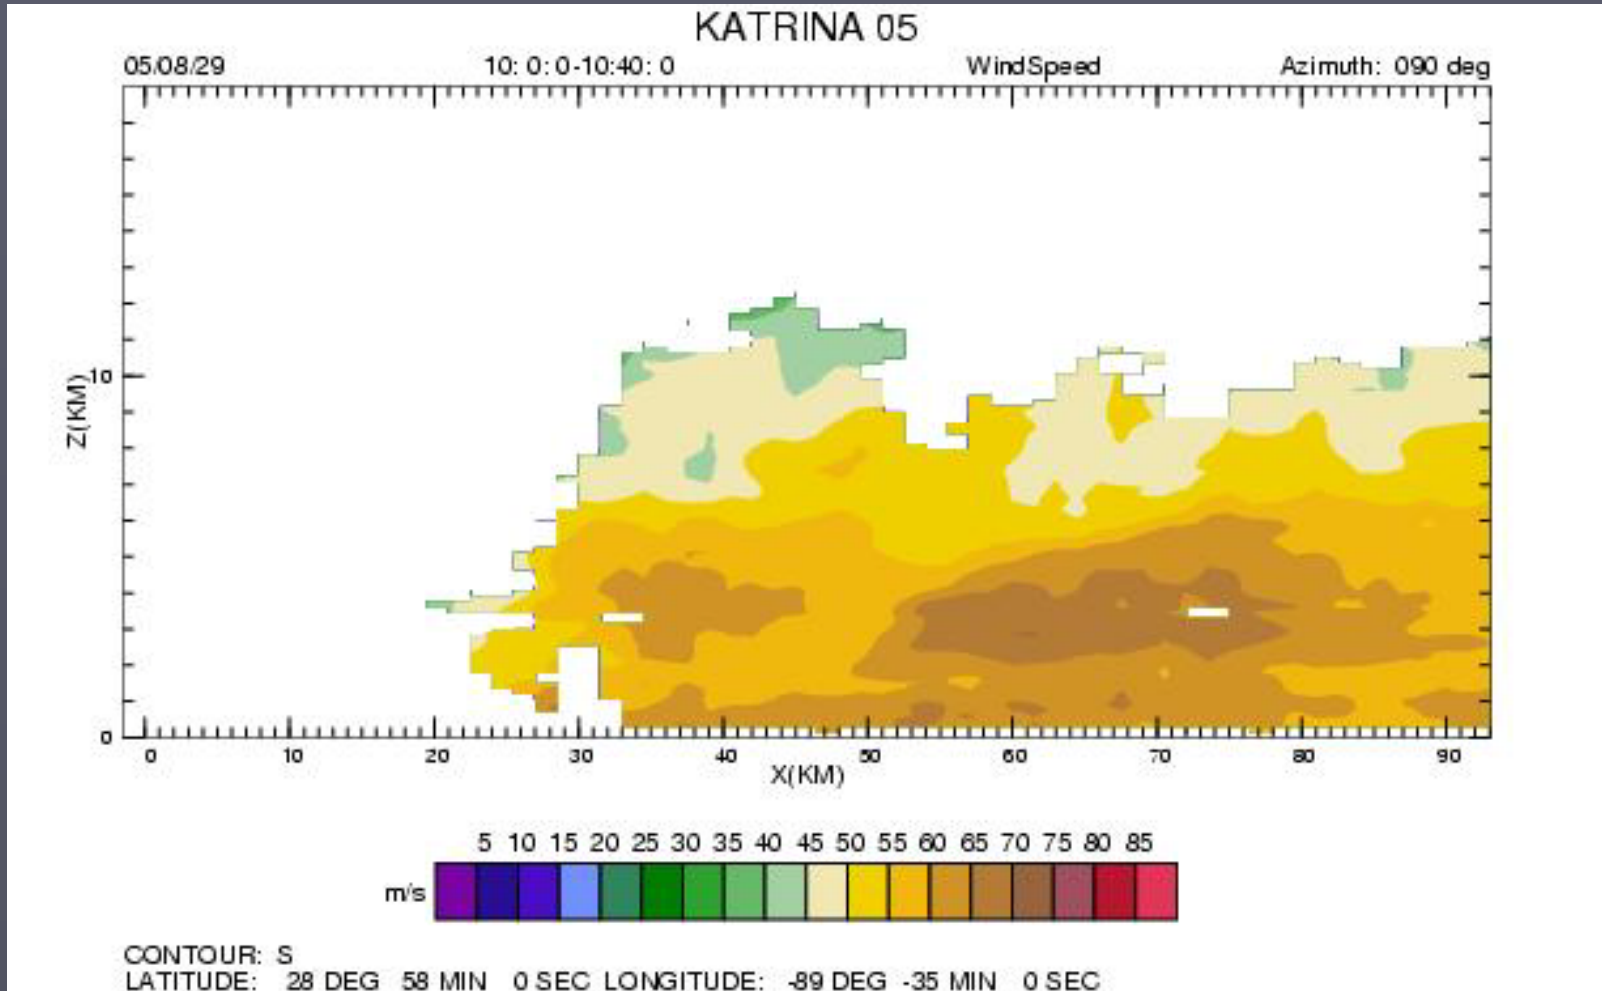 KATRINA 05
05.08/29 10: 0: 0-10:40: 0 WindSpeed Azimuth: 090 deg
Z(KM)
10
0
0 10 20 30 40 50 60 70 80 90
X(KM)
5 10 15 20 25 30 35 40 45 50 55 60 65 70 75 80 85
m/s
CONTOUR: S
LATITUDE: 28 DEG 58 MIN 0 SEC LONGITUDE: -89 DEG -35 MIN 0 SEC